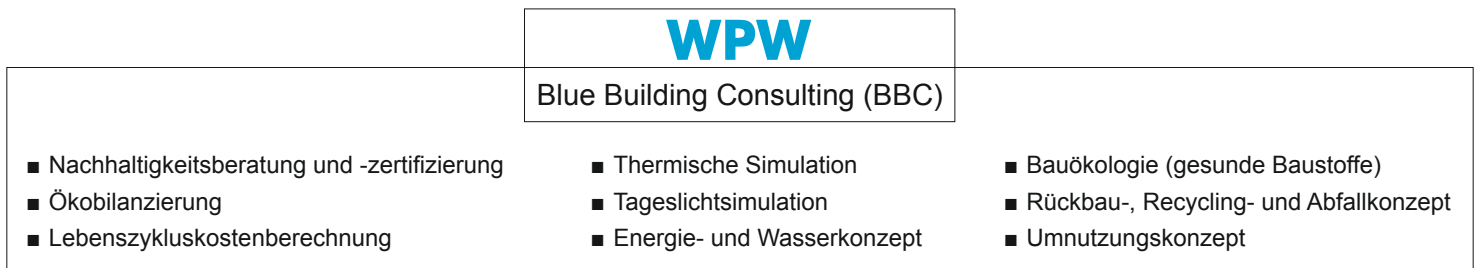 WPW
Blue Building Consulting (BBC)
■ Nachhaltigkeitsberatung und -zertifizierung
■ Ökobilanzierung
■ Lebenszykluskostenberechnung
■ Thermische Simulation
■ Tageslichtsimulation
■ Energie- und Wasserkonzept
■ Bauökologie (gesunde Baustoffe)
■ Rückbau-, Recycling- und Abfallkonzept
■ Umnutzungskonzept